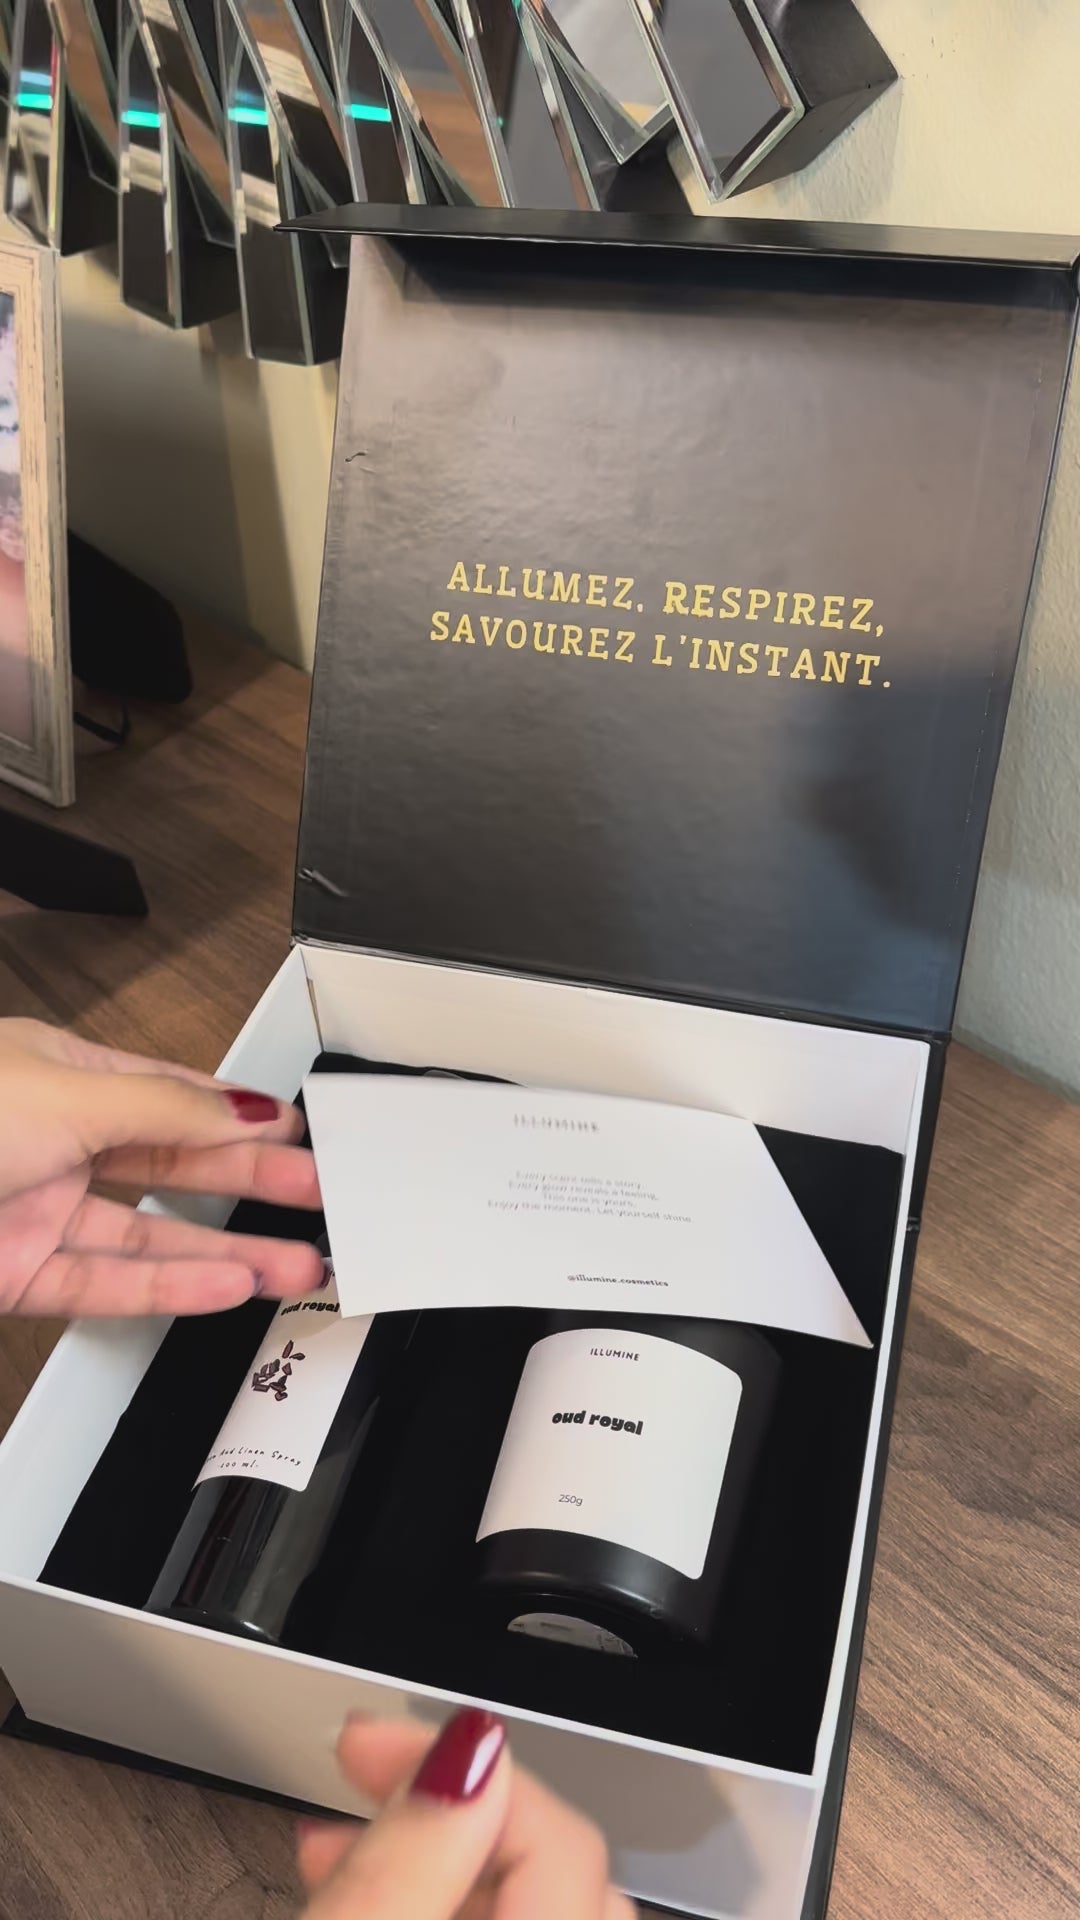 ALLUMEZ, RESPIREZ,
SAVOUREZ L'INSTANT.
ILLUMINE
Every scent tells a story.
Every glow reveals a feeling.
This one is yours.
Enjoy the moment. Let yourself shine.
@illumine.cosmetics
oud royal
And Linen Spray
100 ml.
ILLUMINE
oud royal
250g